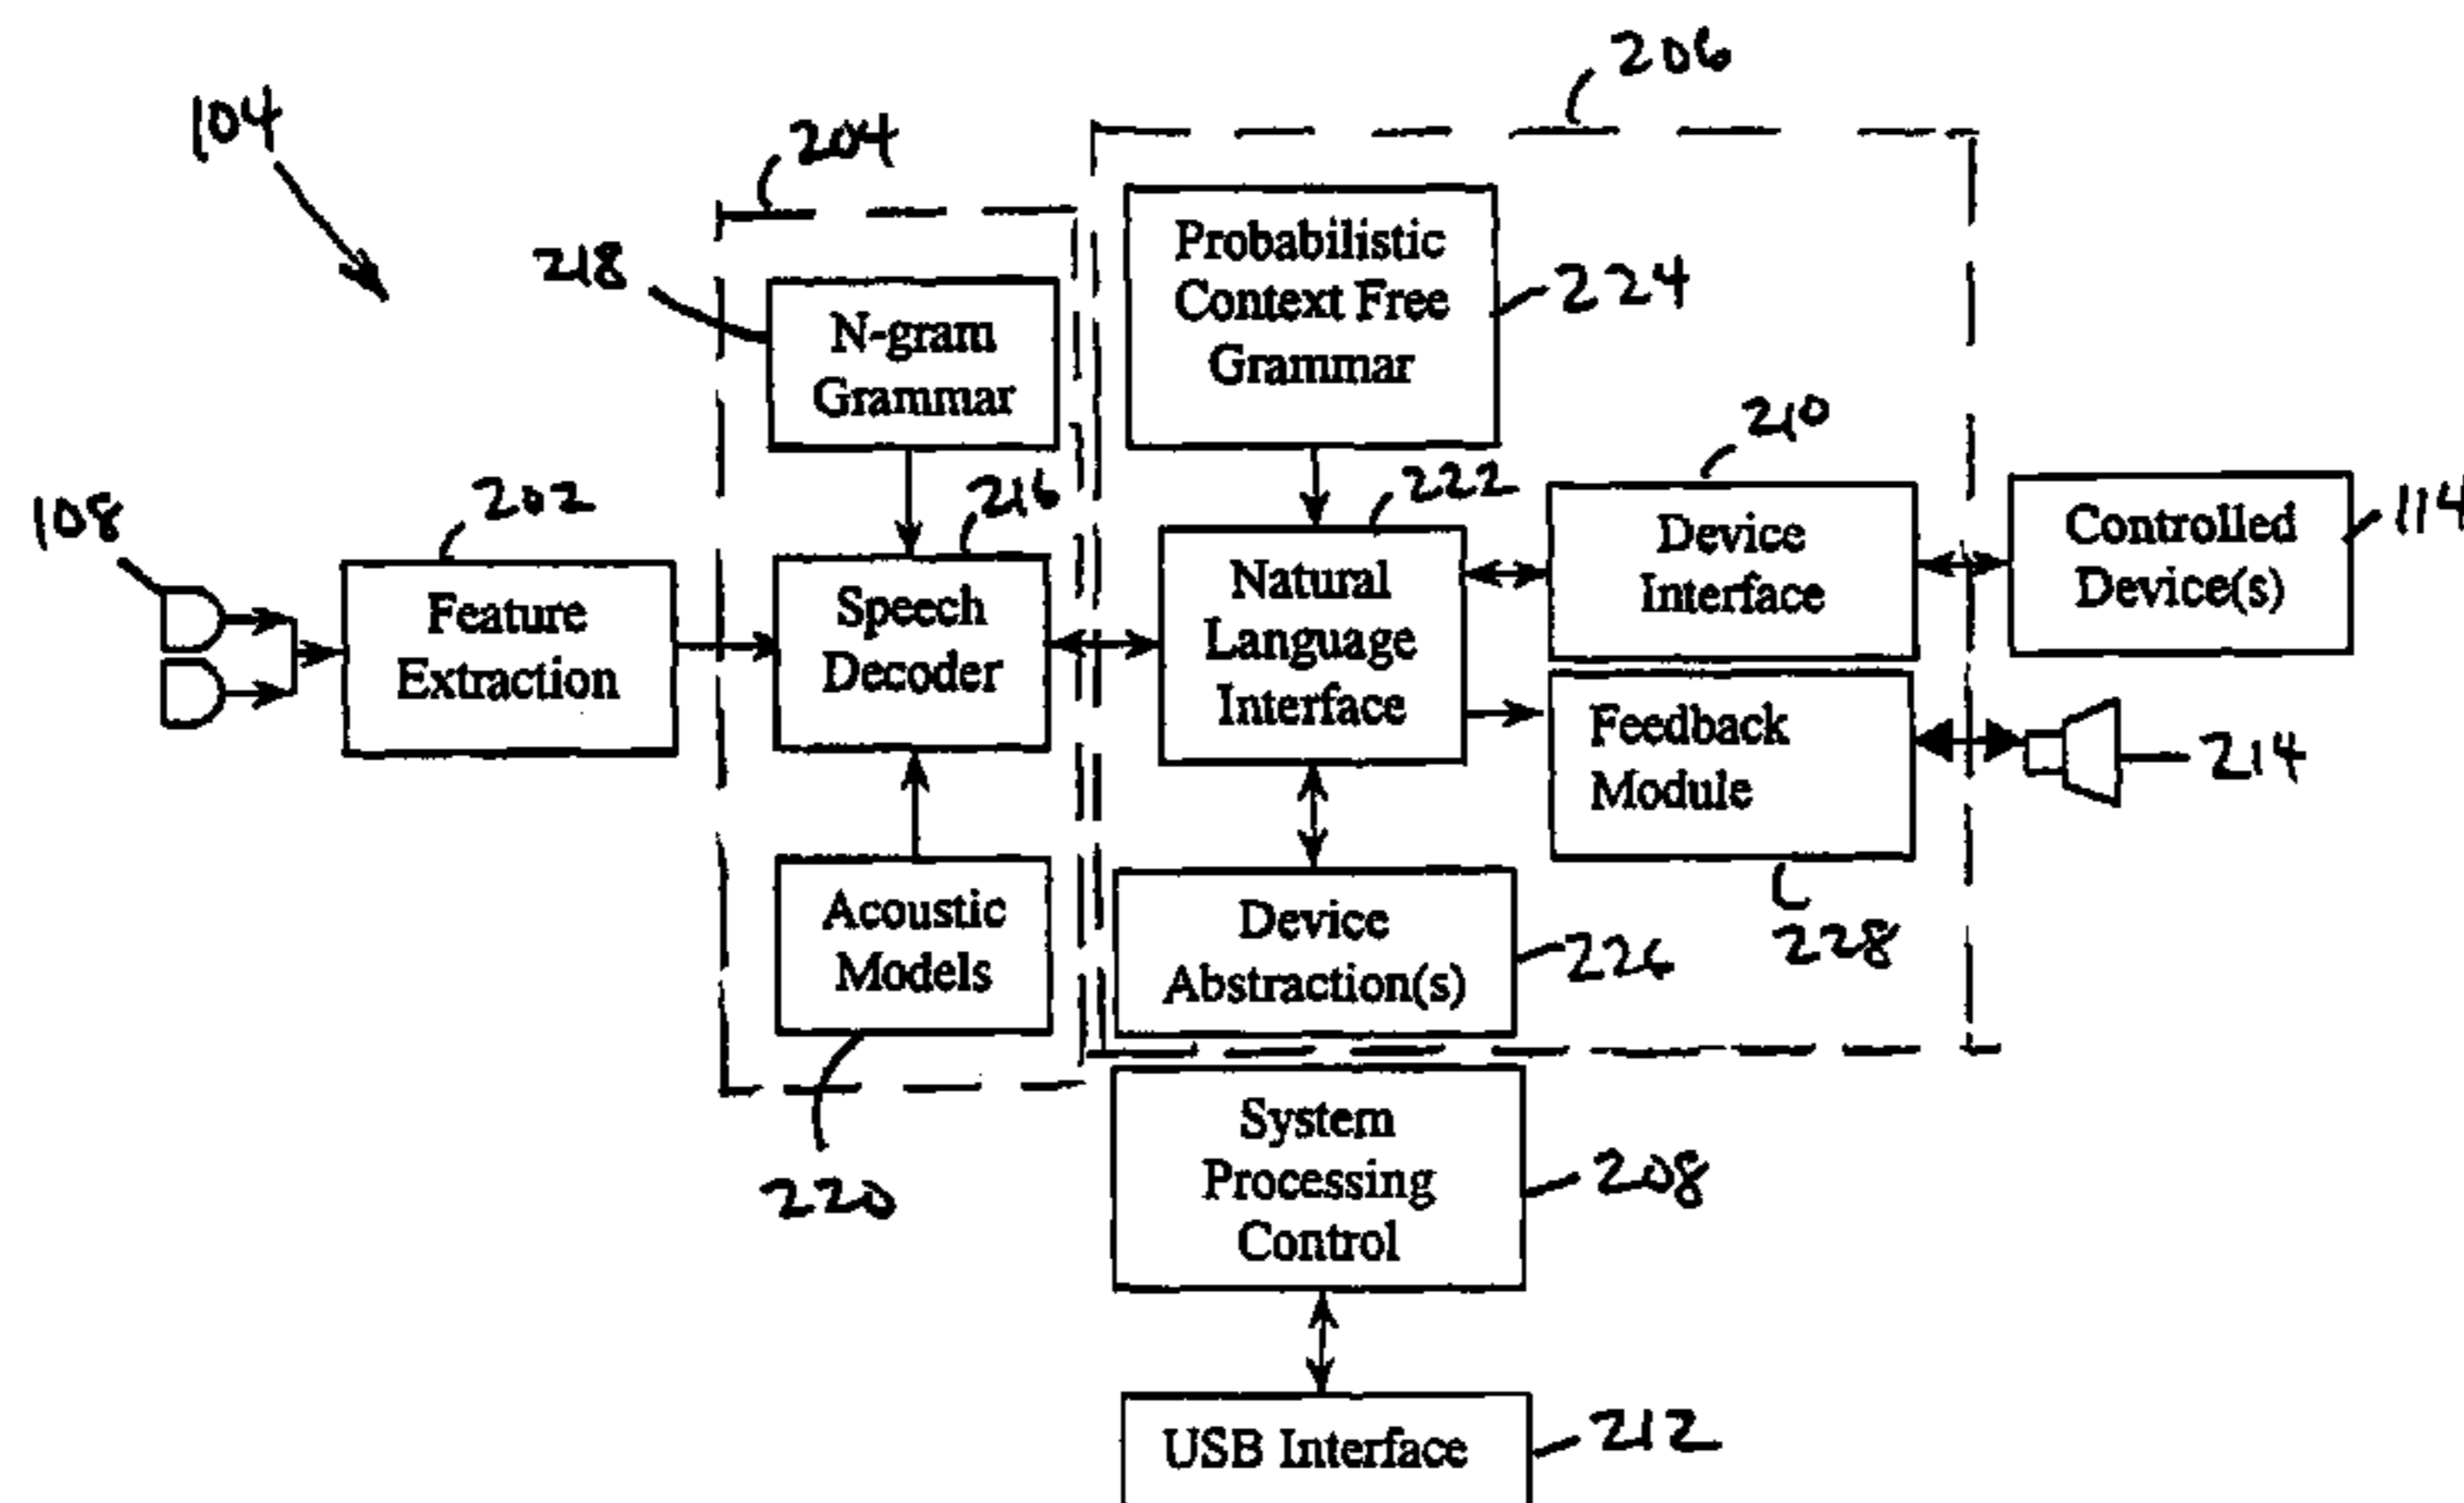 206
104
204
218
N-gram
Grammar
Probabilistic
Context Free
Grammar
224
210
108
202
216
222
Feature
Extraction
Speech
Decoder
Natural
Language
Interface
Device
Interface
Controlled
Device(s)
114
Feedback
Module
214
228
Acoustic
Models
220
Device
Abstraction(s)
226
System
Processing
Control
208
USB Interface
212